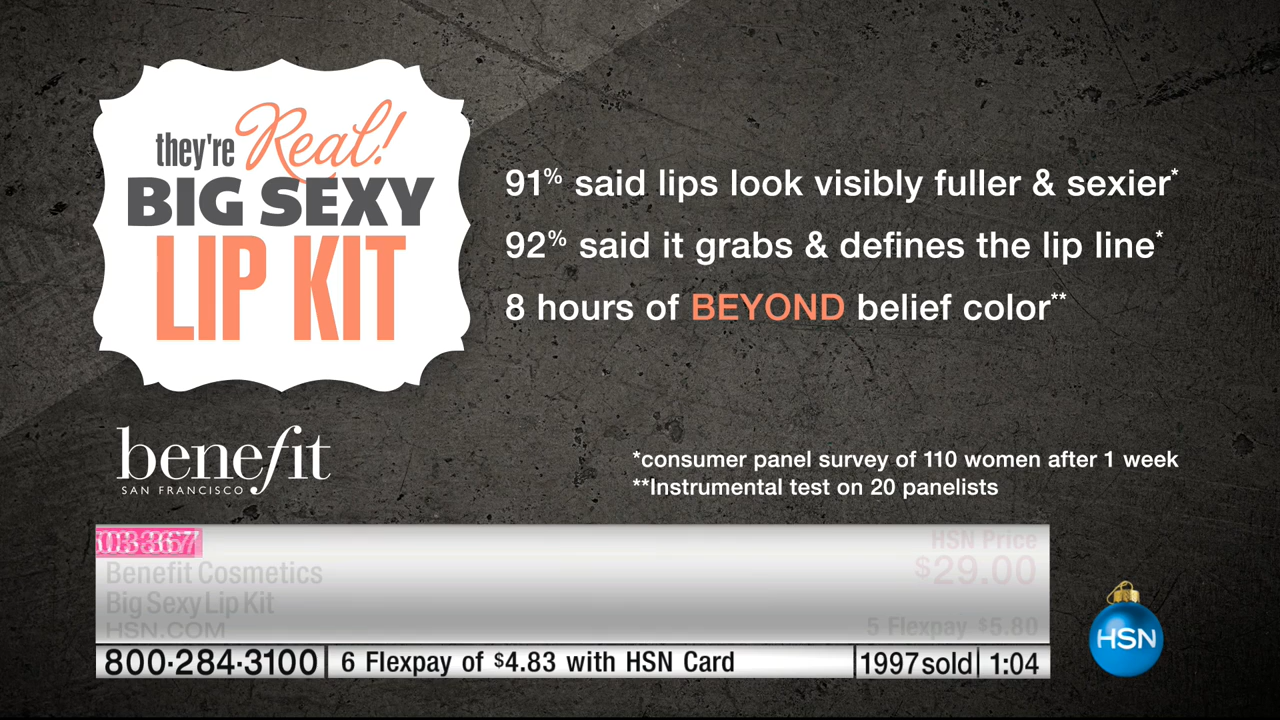 they're Real!
BIG SEXY
LIP KIT
91% said lips look visibly fuller & sexier*
92% said it grabs & defines the lip line*
8 hours of BEYOND belief color**
benefit
SAN FRANCISCO
*consumer panel survey of 110 women after 1 week
**Instrumental test on 20 panelists
HSN Price
Benefit Cosmetics
$29.00
Big Sexy Lip Kit
HSN.COM
5 Flexpay $5.80
800·284·3100
6 Flexpay of $4.83 with HSN Card
1997 sold
1:04
HSN